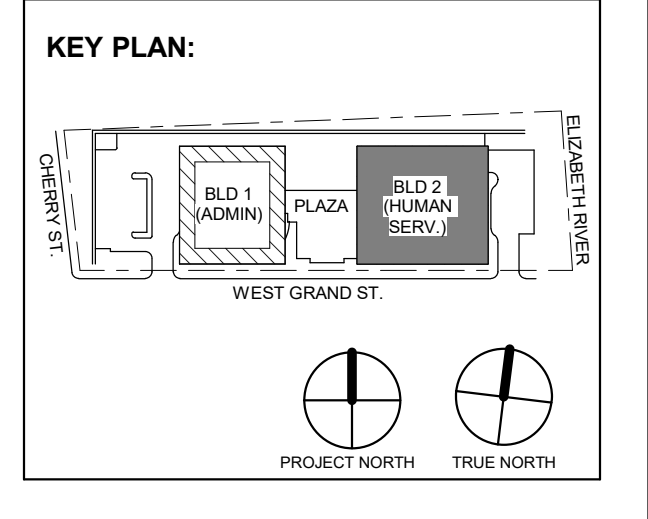 KEY PLAN:
CHERRY ST.
BLD 1
(ADMIN)
PLAZA
BLD 2
(HUMAN
SERV.)
ELIZABETH RIVER
WEST GRAND ST.
PROJECT NORTH
TRUE NORTH